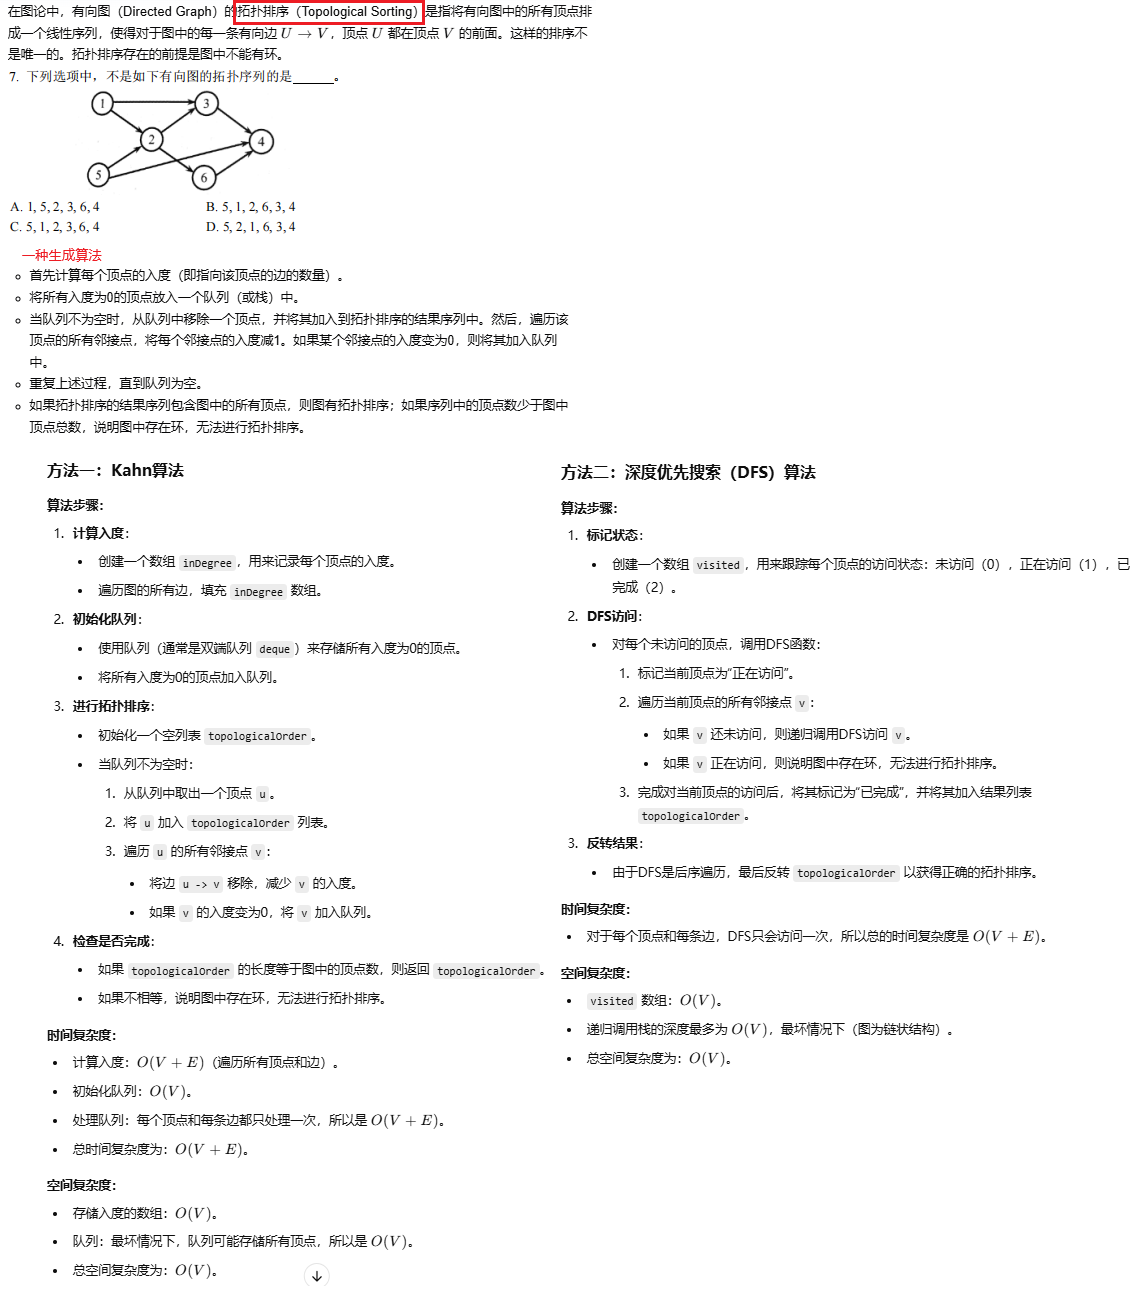 在图论中，有向图（Directed Graph）的拓扑排序（Topological Sorting）是指将有向图中的所有顶点排
成一个线性序列，使得对于图中的每一条有向边 U → V，顶点 U 都在顶点 V 的前面。这样的排序不
是唯一的。拓扑排序存在的前提是图中不能有环。
7. 下列选项中，不是如下有向图的拓扑序列的是______。
1
3
2
4
5
6
A. 1, 5, 2, 3, 6, 4
B. 5, 1, 2, 6, 3, 4
C. 5, 1, 2, 3, 6, 4
D. 5, 2, 1, 6, 3, 4
一种生成算法
首先计算每个顶点的入度（即指向该顶点的边的数量）。
将所有入度为0的顶点放入一个队列（或栈）中。
当队列不为空时，从队列中移除一个顶点，并将其加入到拓扑排序的结果序列中。然后，遍历该
顶点的所有邻接点，将每个邻接点的入度减1。如果某个邻接点的入度变为0，则将其加入队列
中。
重复上述过程，直到队列为空。
如果拓扑排序的结果序列包含图中的所有顶点，则图有拓扑排序；如果序列中的顶点数少于图中
顶点总数，说明图中存在环，无法进行拓扑排序。
方法一：Kahn算法
算法步骤：
1. 计算入度：
• 创建一个数组 inDegree，用来记录每个顶点的入度。
• 遍历图的所有边，填充 inDegree 数组。
2. 初始化队列：
• 使用队列（通常是双端队列 deque）来存储所有入度为0的顶点。
• 将所有入度为0的顶点加入队列。
3. 进行拓扑排序：
• 初始化一个空列表 topologicalOrder。
• 当队列不为空时：
1. 从队列中取出一个顶点 u。
2. 将 u 加入 topologicalOrder 列表。
3. 遍历 u 的所有邻接点 v：
• 将边 u -> v 移除，减少 v 的入度。
• 如果 v 的入度变为0，将 v 加入队列。
4. 检查是否完成：
• 如果 topologicalOrder 的长度等于图中的顶点数，则返回 topologicalOrder。
• 如果不相等，说明图中存在环，无法进行拓扑排序。
时间复杂度：
• 计算入度：O(V + E)（遍历所有顶点和边）。
• 初始化队列：O(V)。
• 处理队列：每个顶点和每条边都只处理一次，所以是 O(V + E)。
• 总时间复杂度为：O(V + E)。
空间复杂度：
• 存储入度的数组：O(V)。
• 队列：最坏情况下，队列可能存储所有顶点，所以是 O(V)。
• 总空间复杂度为：O(V)。
方法二：深度优先搜索（DFS）算法
算法步骤：
1. 标记状态：
• 创建一个数组 visited，用来跟踪每个顶点的访问状态：未访问（0），正在访问（1），已
完成（2）。
2. DFS访问：
• 对每个未访问的顶点，调用DFS函数：
1. 标记当前顶点为“正在访问”。
2. 遍历当前顶点的所有邻接点 v：
• 如果 v 还未访问，则递归调用DFS访问 v。
• 如果 v 正在访问，则说明图中存在环，无法进行拓扑排序。
3. 完成对当前顶点的访问后，将其标记为“已完成”，并将其加入结果列表
topologicalOrder。
3. 反转结果：
• 由于DFS是后序遍历，最后反转 topologicalOrder 以获得正确的拓扑排序。
时间复杂度：
• 对于每个顶点和每条边，DFS只会访问一次，所以总的时间复杂度是 O(V + E)。
空间复杂度：
• visited 数组：O(V)。
• 递归调用栈的深度最多为 O(V)，最坏情况下（图为链状结构）。
• 总空间复杂度为：O(V)。